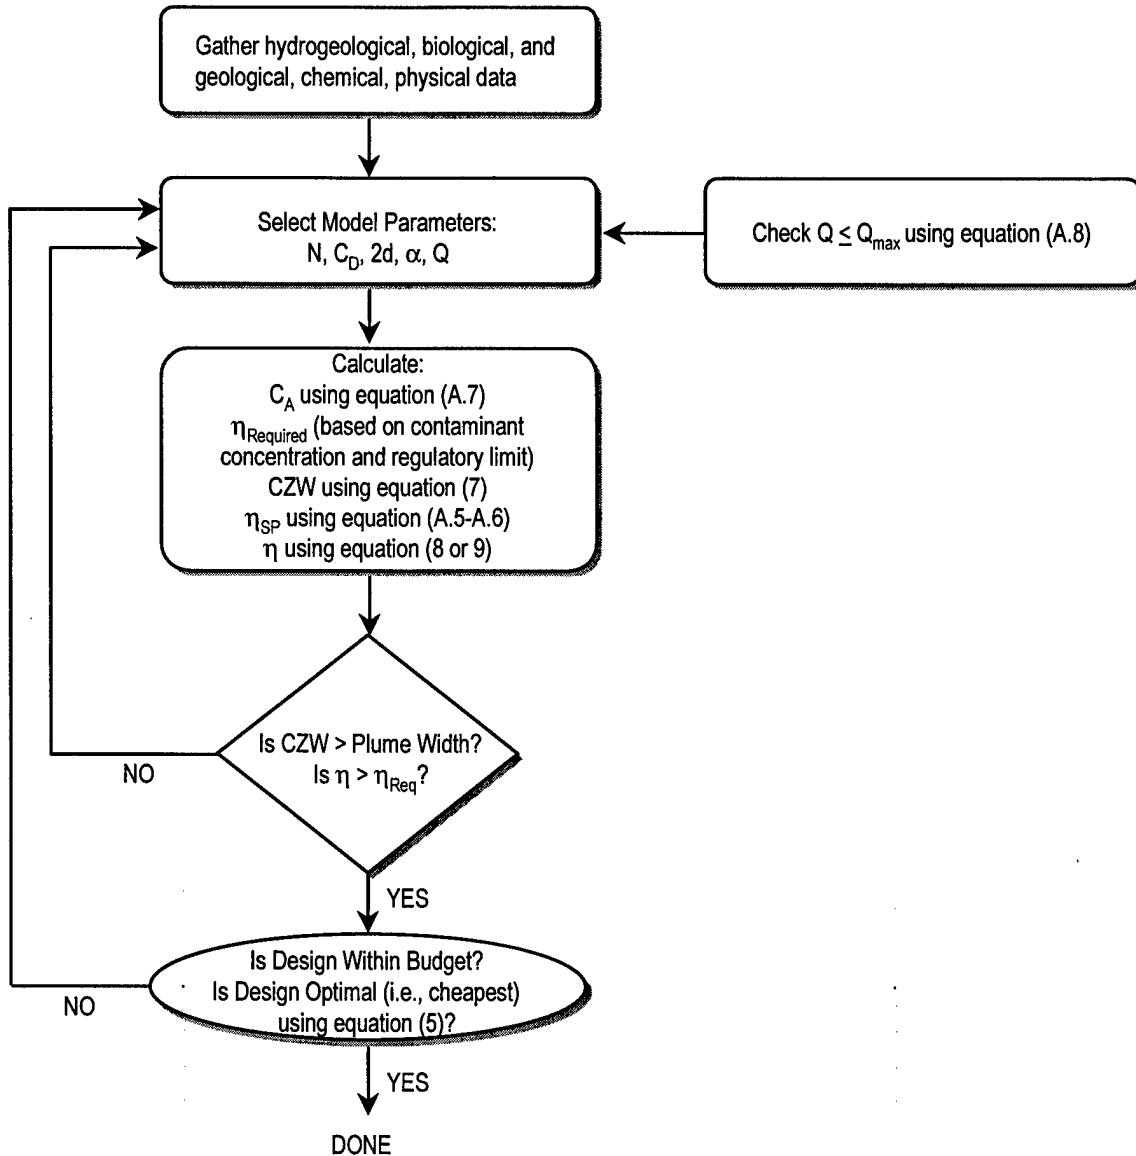 Gather hydrogeological, biological, and
geological, chemical, physical data
Select Model Parameters:
N, C_D, 2d, α, Q
Check Q ≤ Q_max using equation (A.8)
Calculate:
C_A using equation (A.7)
η_Required (based on contaminant
concentration and regulatory limit)
CZW using equation (7)
η_SP using equation (A.5-A.6)
η using equation (8 or 9)
Is CZW > Plume Width?
Is η > η_Req?
NO
YES
Is Design Within Budget?
Is Design Optimal (i.e., cheapest)
using equation (5)?
NO
YES
DONE